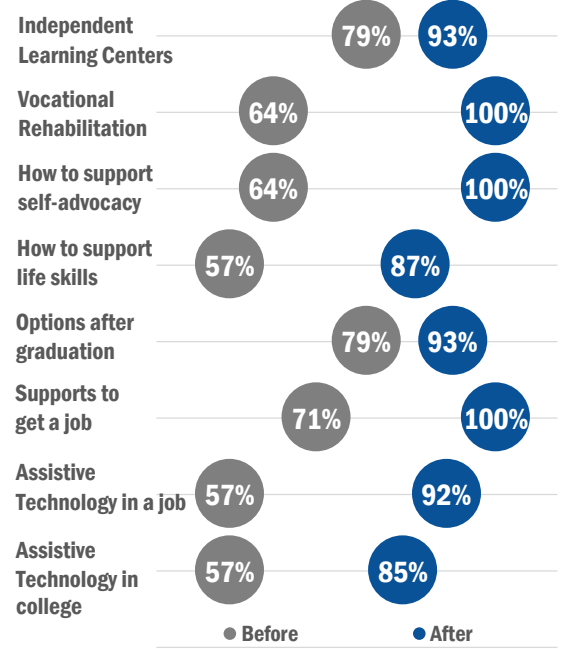 Independent
Learning Centers
79% 93%
Vocational
Rehabilitation
64% 100%
How to support
self-advocacy
64% 100%
How to support
life skills
57% 87%
Options after
graduation
79% 93%
Supports to
get a job
71% 100%
Assistive
Technology in a job
57% 92%
Assistive
Technology in
college
57% 85%
Before After